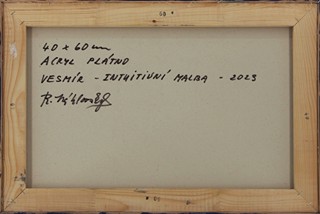 40 x 60 cm
ACRYL PLÁTNO
VESMÍR - INTUITIVNÍ MALBA - 2023
R.